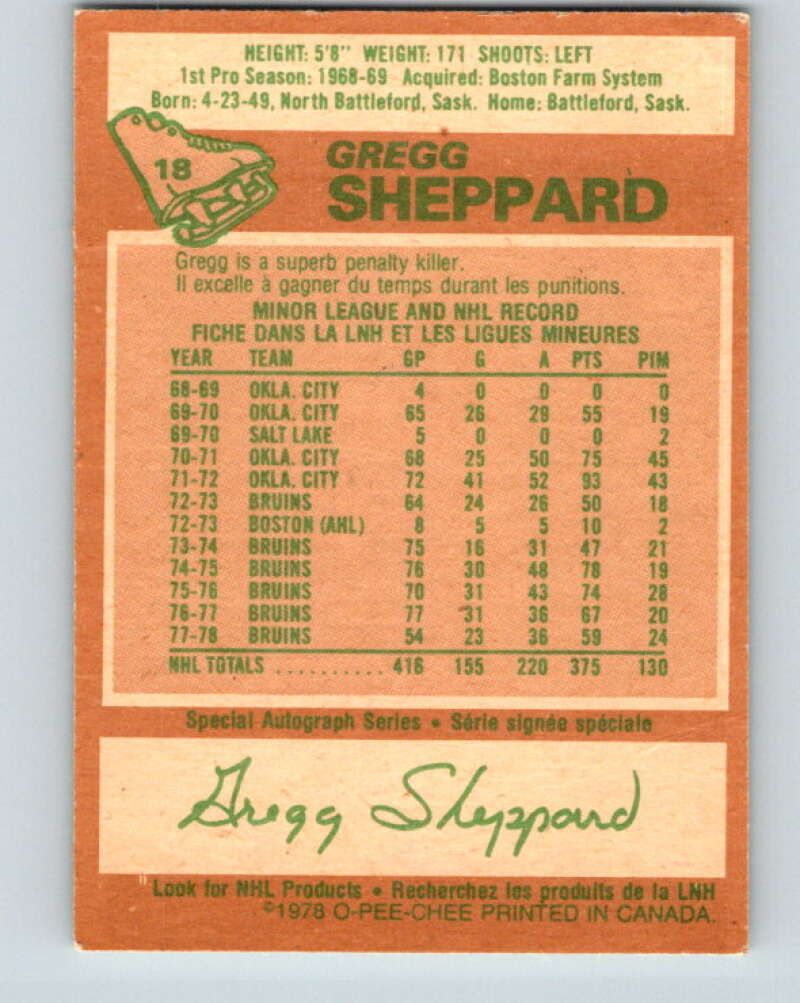 HEIGHT: 5'8" WEIGHT: 171 SHOOTS: LEFT
1st Pro Season: 1968-69 Acquired: Boston Farm System
Born: 4-23-49, North Battleford, Sask. Home: Battleford, Sask.
18
GREGG
SHEPPARD
Gregg is a superb penalty killer.
Il excelle à gagner du temps durant les punitions.
MINOR LEAGUE AND NHL RECORD
FICHE DANS LA LNH ET LES LIGUES MINEURES
YEAR TEAM GP G A PTS PIM
68-69 OKLA. CITY 4 0 0 0 0
69-70 OKLA. CITY 65 26 29 55 19
69-70 SALT LAKE 5 0 0 0 2
70-71 OKLA. CITY 68 25 50 75 45
71-72 OKLA. CITY 72 41 52 93 43
72-73 BRUINS 64 24 26 50 18
72-73 BOSTON (AHL) 8 5 5 10 2
73-74 BRUINS 75 16 31 47 21
74-75 BRUINS 76 30 48 78 19
75-76 BRUINS 70 31 43 74 28
76-77 BRUINS 77 31 36 67 20
77-78 BRUINS 54 23 36 59 24
NHL TOTALS .......... 416 155 220 375 130
Special Autograph Series • Série signée spéciale
Gregg Sheppard
Look for NHL Products • Recherchez les produits de la LNH
©1978 O-PEE-CHEE PRINTED IN CANADA.